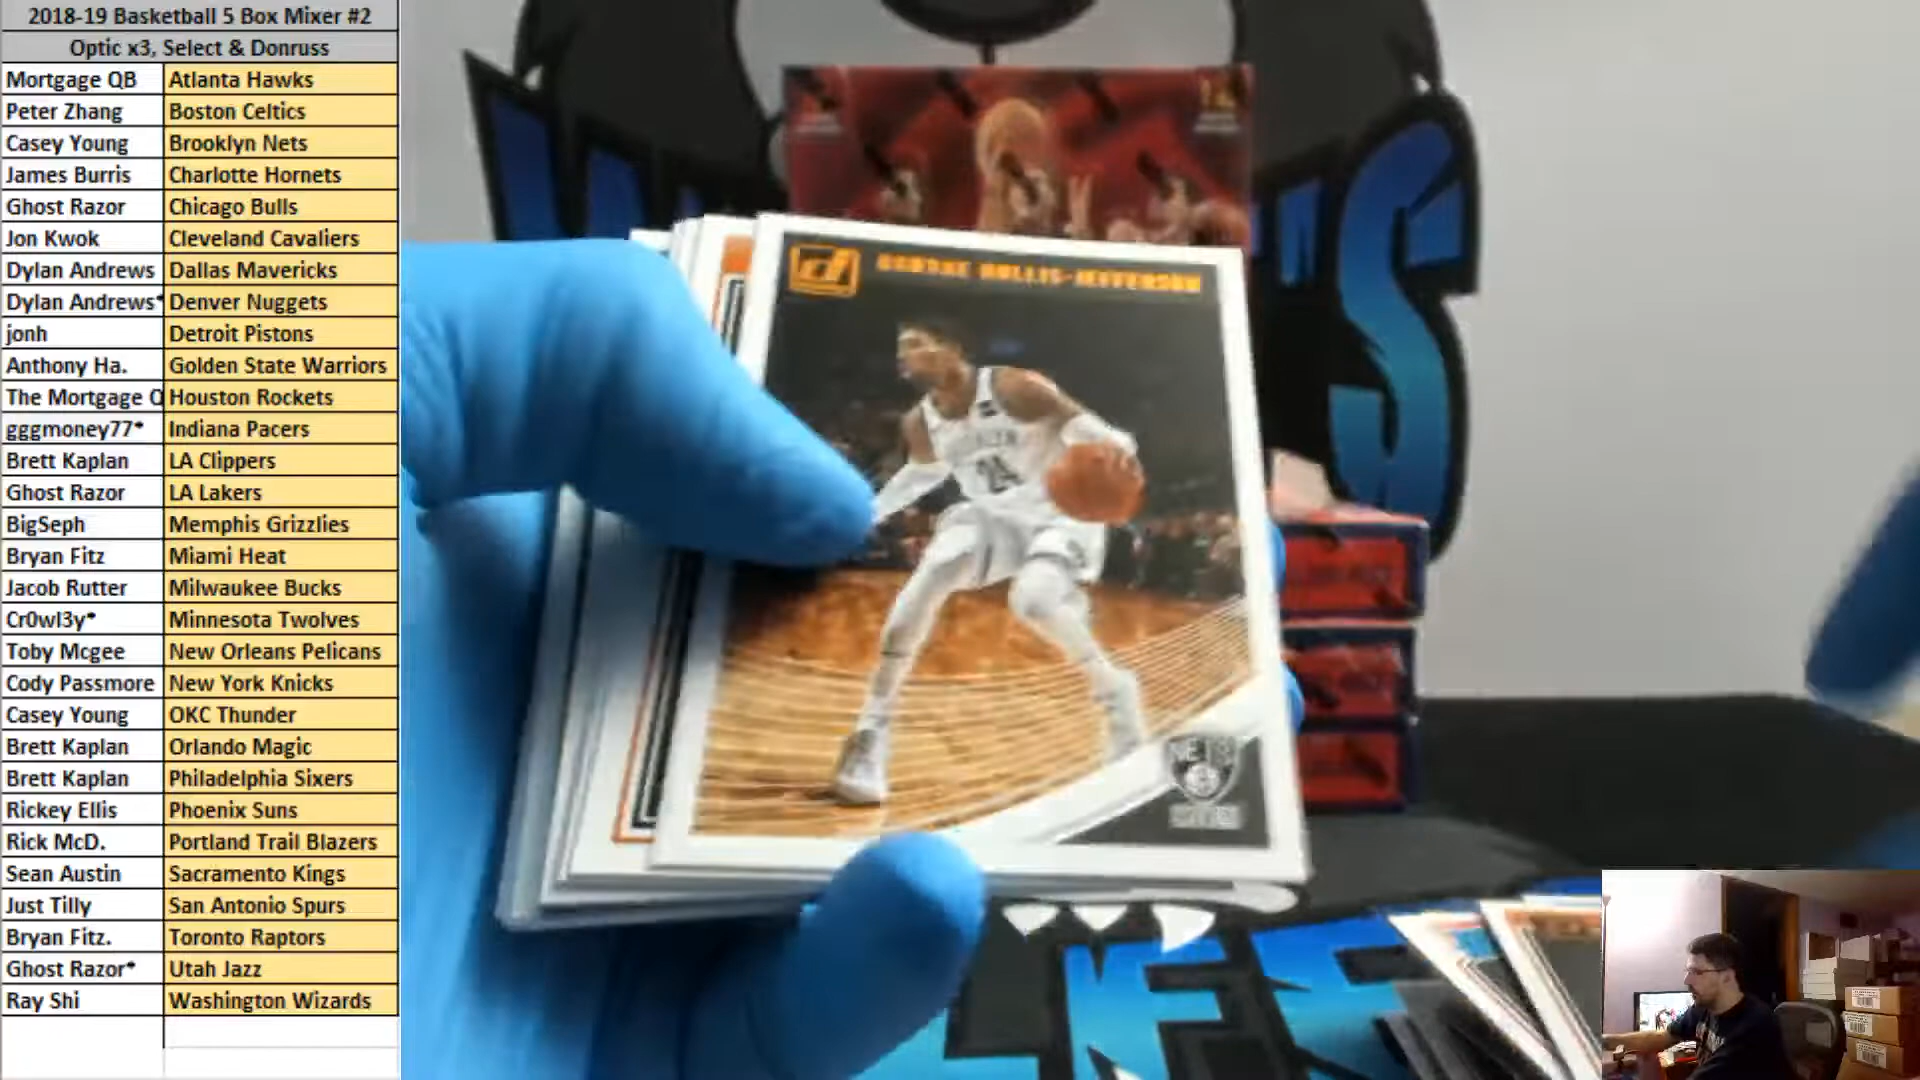 2018-19 Basketball 5 Box Mixer #2
Optic x3, Select & Donruss
Mortgage QB Atlanta Hawks
Peter Zhang Boston Celtics
Casey Young Brooklyn Nets
James Burris Charlotte Hornets
Ghost Razor Chicago Bulls
Jon Kwok Cleveland Cavaliers
Dylan Andrews Dallas Mavericks
Dylan Andrews* Denver Nuggets
jonh Detroit Pistons
Anthony Ha. Golden State Warriors
The Mortgage Q Houston Rockets
gggmoney77* Indiana Pacers
Brett Kaplan LA Clippers
Ghost Razor LA Lakers
BigSeph Memphis Grizzlies
Bryan Fitz Miami Heat
Jacob Rutter Milwaukee Bucks
Cr0wl3y* Minnesota Twolves
Toby Mcgee New Orleans Pelicans
Cody Passmore New York Knicks
Casey Young OKC Thunder
Brett Kaplan Orlando Magic
Brett Kaplan Philadelphia Sixers
Rickey Ellis Phoenix Suns
Rick McD. Portland Trail Blazers
Sean Austin Sacramento Kings
Just Tilly San Antonio Spurs
Bryan Fitz. Toronto Raptors
Ghost Razor* Utah Jazz
Ray Shi Washington Wizards
d HOLLIS-JEFFERSON
24
NETS